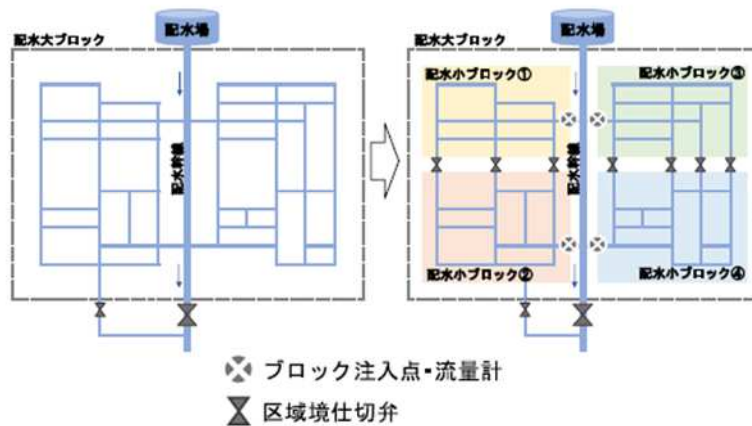 配水場
配水大ブロック
配水幹線
配水場
配水大ブロック
配水小ブロック①
配水小ブロック③
配水幹線
配水小ブロック②
配水小ブロック④
ブロック注入点・流量計
区域境仕切弁